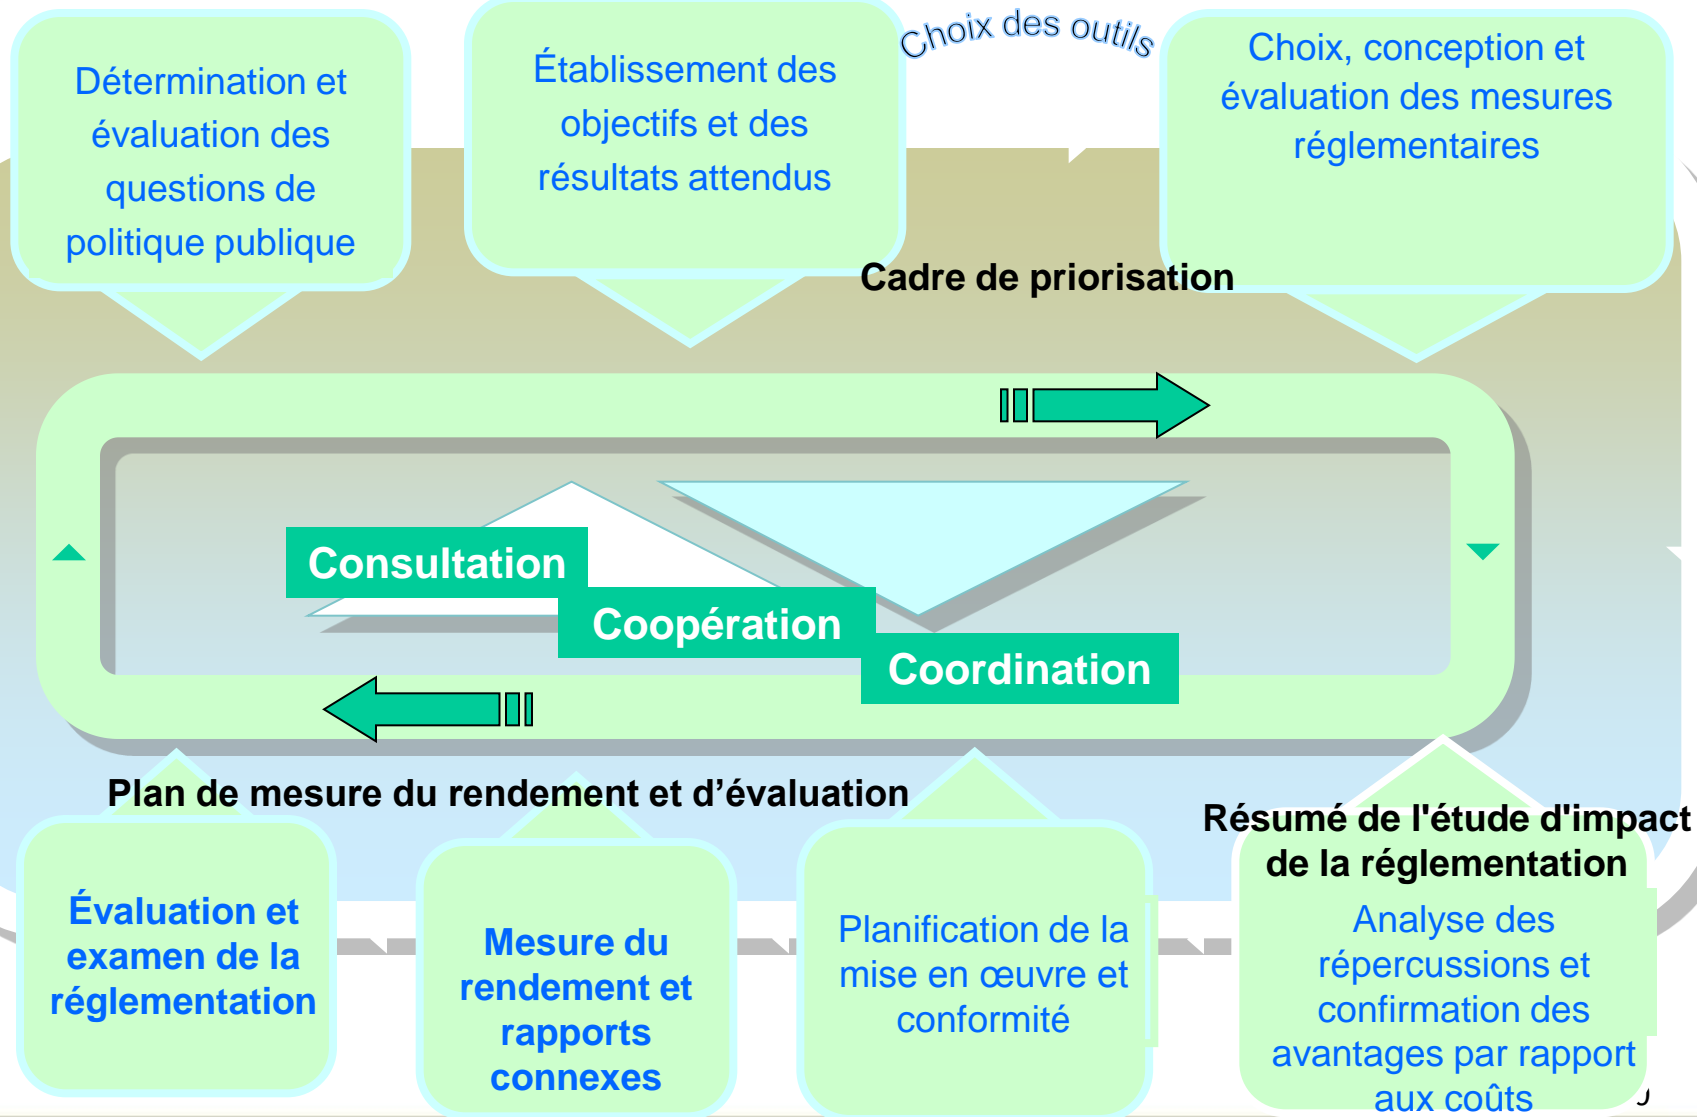 Choix des outils
Détermination et
évaluation des
questions de
politique publique
Établissement des
objectifs et des
résultats attendus
Choix, conception et
évaluation des mesures
réglementaires
Cadre de priorisation
Consultation
Coopération
Coordination
Plan de mesure du rendement et d’évaluation
Résumé de l'étude d'impact
de la réglementation
Évaluation et
examen de la
réglementation
Mesure du
rendement et
rapports
connexes
Planification de la
mise en œuvre et
conformité
Analyse des
répercussions et
confirmation des
avantages par rapport
aux coûts